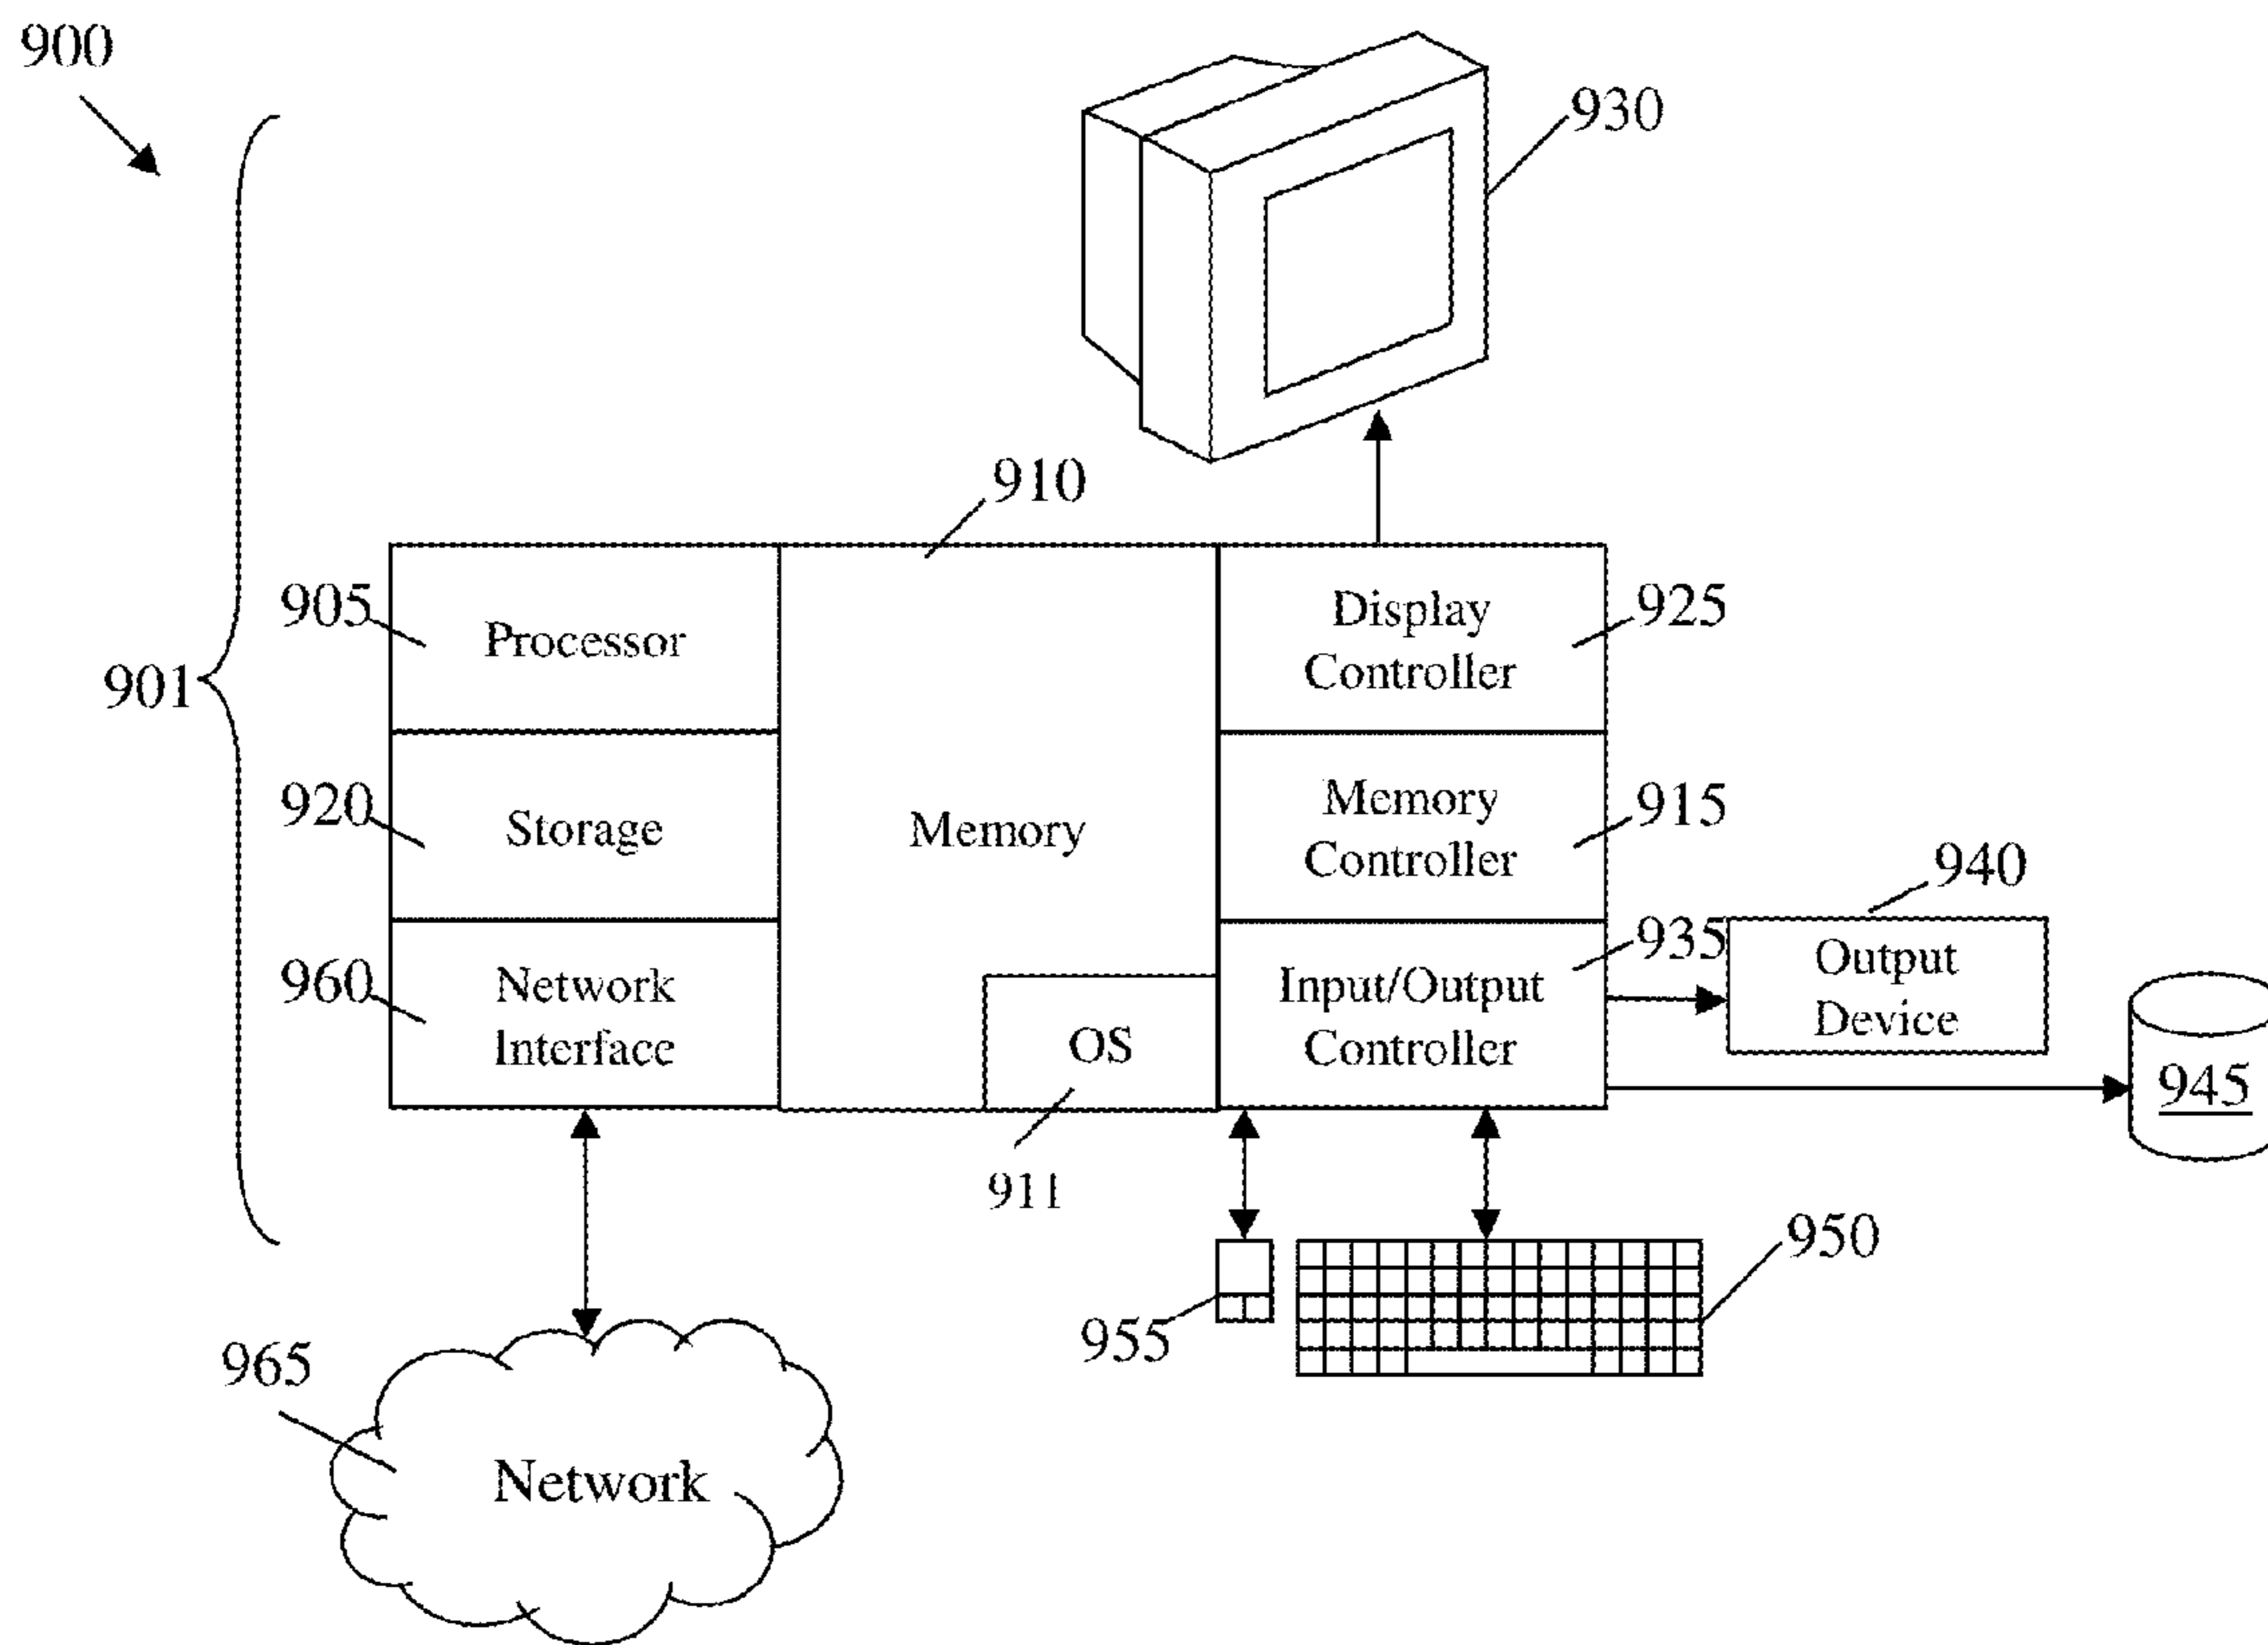 900
930
910
905
Processor
Display
Controller
925
901
920
Storage
Memory
Memory
Controller
915
940
960
Network
Interface
OS
Input/Output
Controller
935
Output
Device
945
911
955
950
965
Network